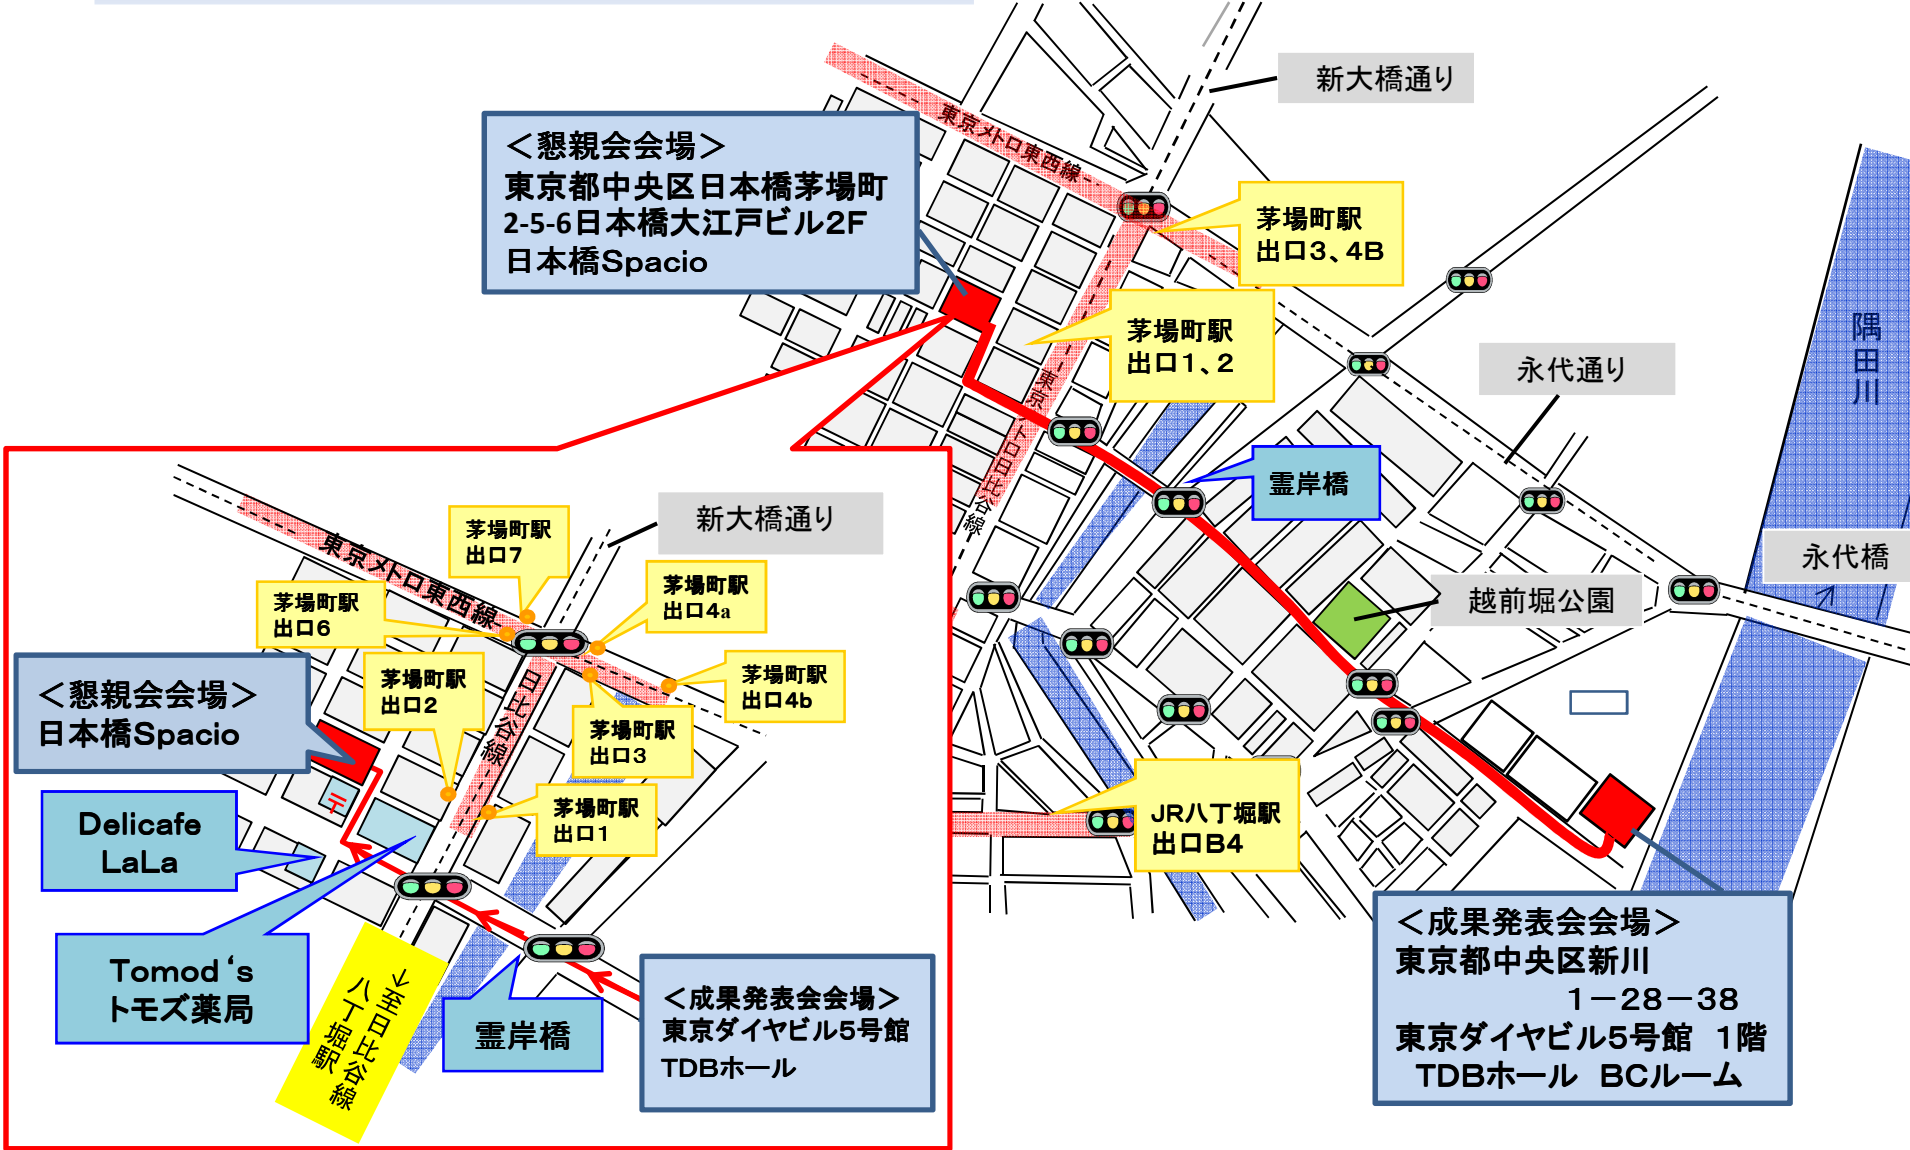 新大橋通り
東京メトロ東西線
＜懇親会会場＞
東京都中央区日本橋茅場町
2-5-6日本橋大江戸ビル2F
日本橋Spacio
茅場町駅
出口3、4B
茅場町駅
出口1、2
東京メトロ日比谷線
隅田川
永代通り
霊岸橋
永代橋
越前堀公園
JR八丁堀駅
出口B4
＜成果発表会会場＞
東京都中央区新川
1－28－38
東京ダイヤビル5号館 1階
TDBホール BCルーム
新大橋通り
東京メトロ東西線
茅場町駅
出口7
茅場町駅
出口4a
茅場町駅
出口6
茅場町駅
出口2
日比谷線
茅場町駅
出口4b
茅場町駅
出口3
茅場町駅
出口1
＜懇親会会場＞
日本橋Spacio
〒
Delicafe
LaLa
Tomod‘s
トモズ薬局
↓至日比谷線
八丁堀駅
霊岸橋
＜成果発表会会場＞
東京ダイヤビル5号館
TDBホール